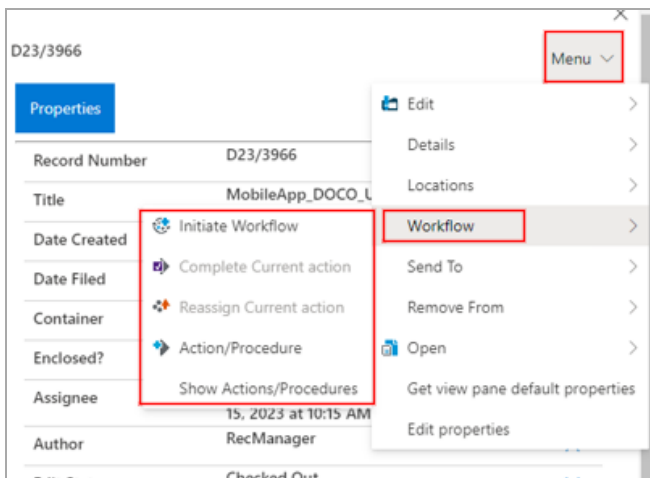 D23/3966
Menu
Properties
Record Number D23/3966
Title MobileApp_DOCO_U
Date Created
Date Filed
Container
Enclosed?
Assignee
15, 2023 at 10:15 AM
Author RecManager
Checked Out
Edit
Details
Locations
Workflow
Send To
Remove From
Open
Get view pane default properties
Edit properties
Initiate Workflow
Complete Current action
Reassign Current action
Action/Procedure
Show Actions/Procedures